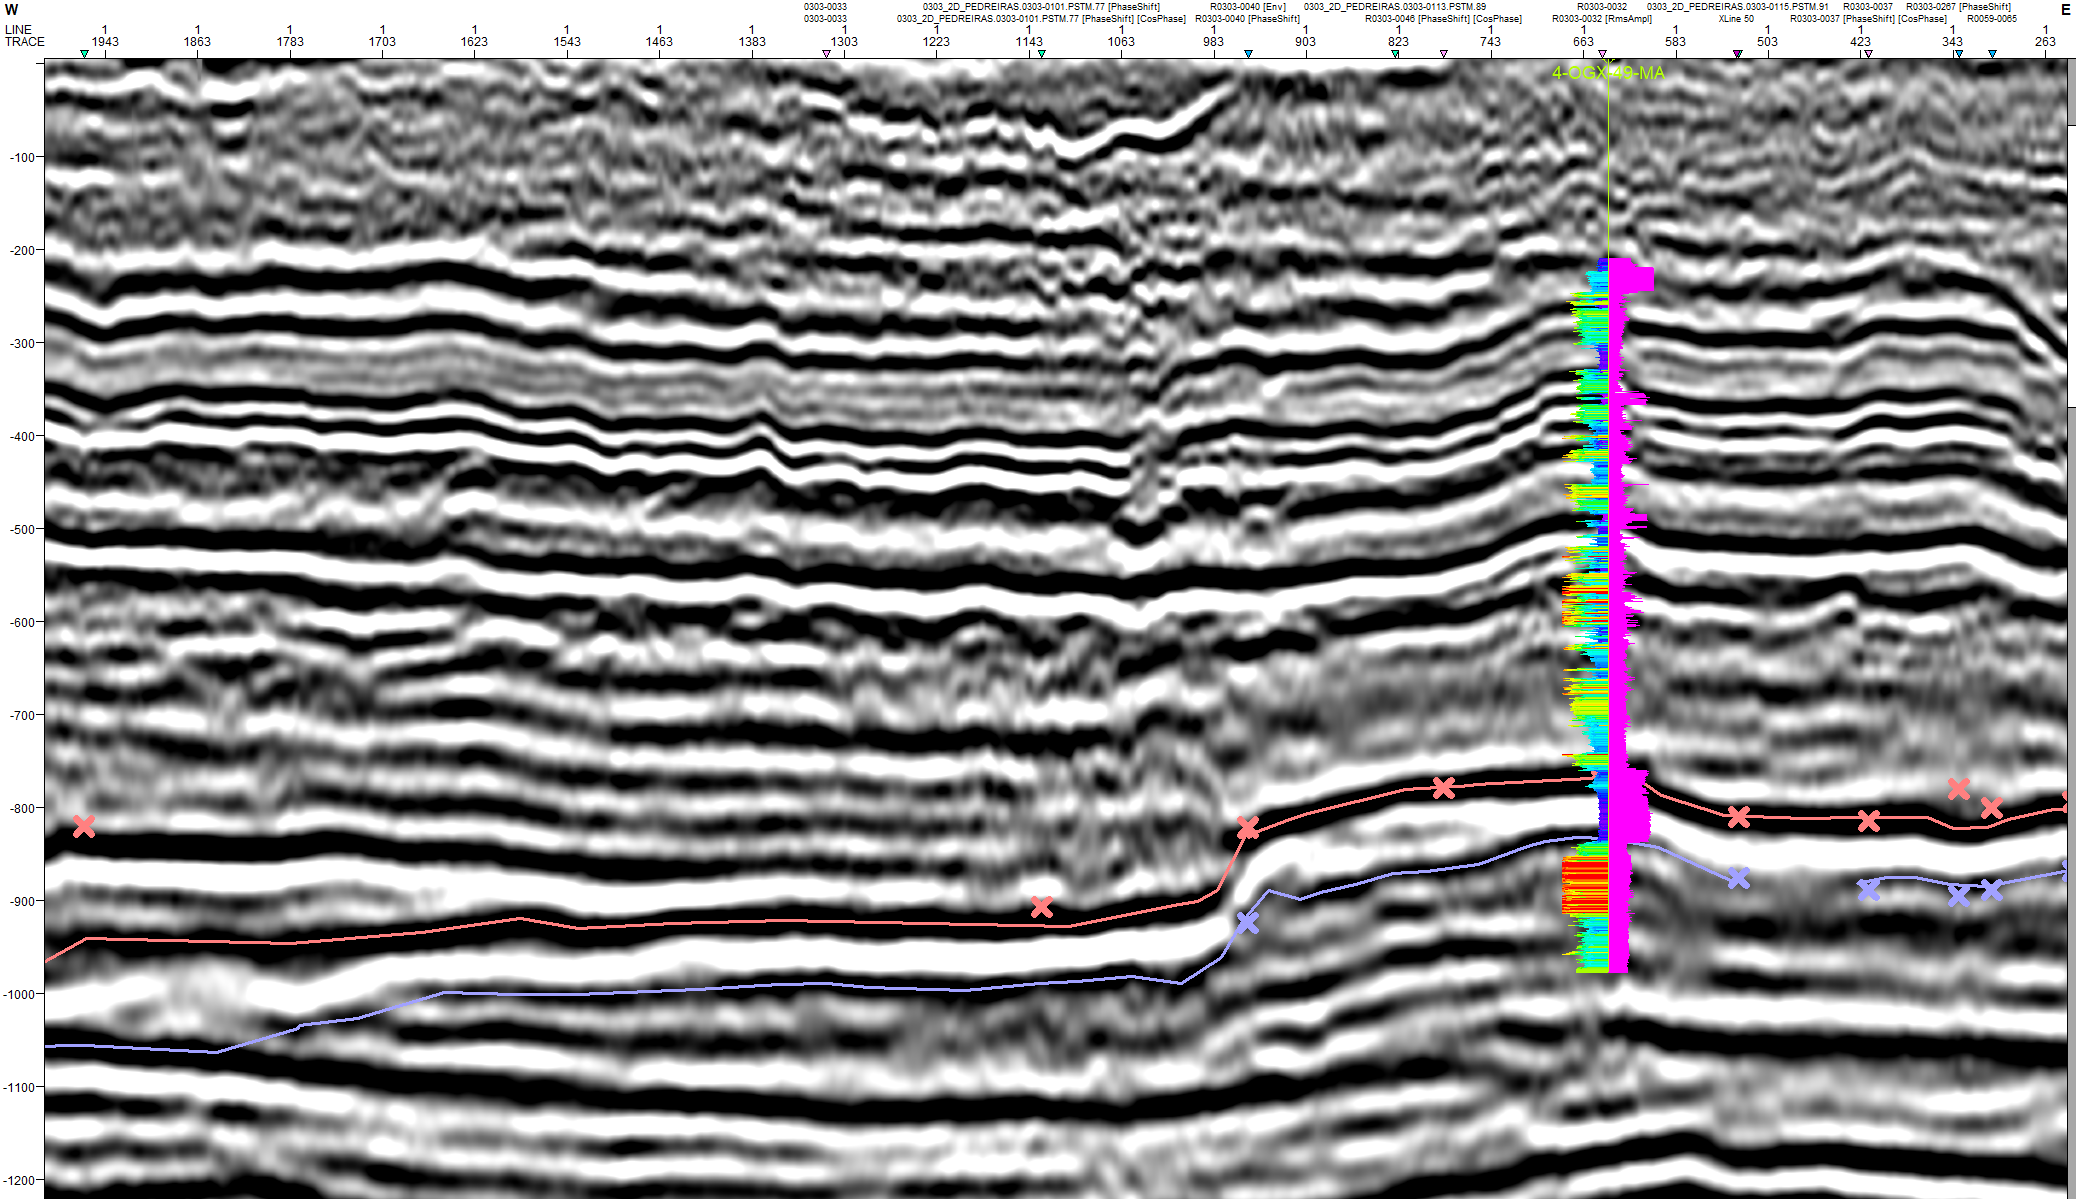 W 0303-0033 0303_2D_PEDREIRAS.0303-0101.PSTM.77 [PhaseShift] R0303-0040 [Env] 0303_2D_PEDREIRAS.0303-0113.PSTM.89 R0303-0032 0303_2D_PEDREIRAS.0303-0115.PSTM.91 R0303-0037 R0303-0267 [PhaseShift] E
0303-0033 0303_2D_PEDREIRAS.0303-0101.PSTM.77 [PhaseShift] [CosPhase] R0303-0040 [PhaseShift] R0303-0046 [PhaseShift] [CosPhase] R0303-0032 [RmsAmpl] XLine 50 R0303-0037 [PhaseShift] [CosPhase] R0059-0065
LINE 1 1 1 1 1 1 1 1 1 1 1 1 1 1 1 1 1 1 1 1 1 1
TRACE 1943 1863 1783 1703 1623 1543 1463 1383 1303 1223 1143 1063 983 903 823 743 663 583 503 423 343 263
4-OGX-49-MA
-100
-200
-300
-400
-500
-600
-700
-800
-900
-1000
-1100
-1200